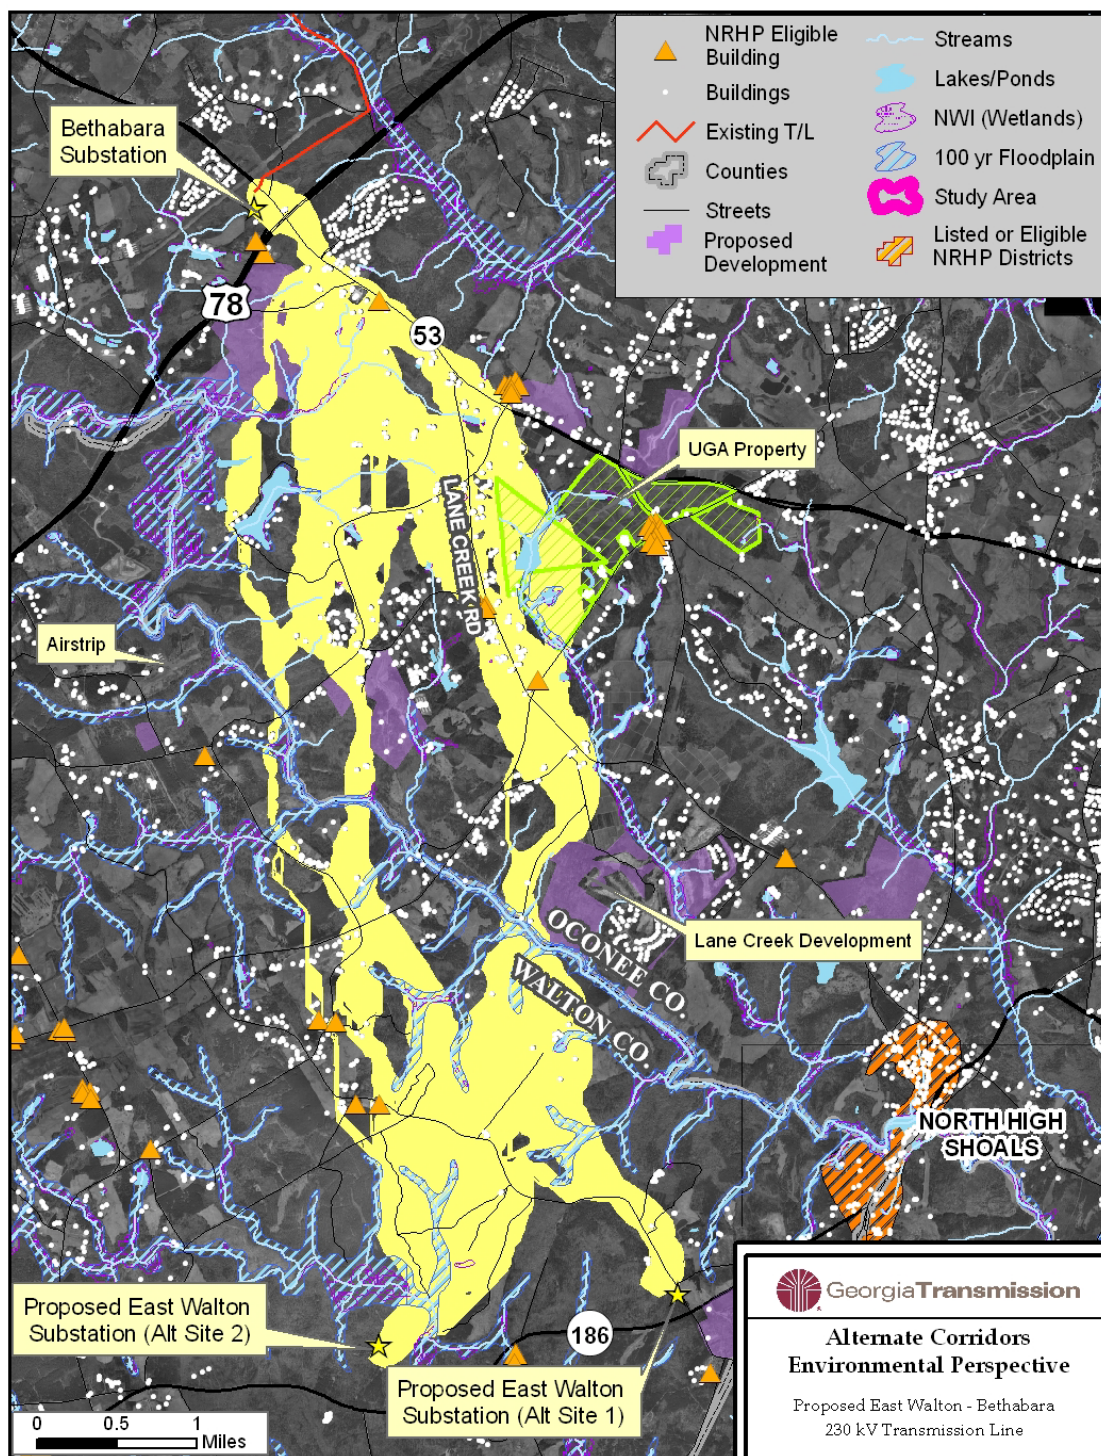 NRHP Eligible
Building
Buildings
Existing T/L
Counties
Streets
Proposed
Development
Streams
Lakes/Ponds
NWI (Wetlands)
100 yr Floodplain
Study Area
Listed or Eligible
NRHP Districts
Bethabara
Substation
78
53
UGA Property
LANE CREEK RD
Airstrip
Lane Creek Development
OCONEE CO.
WALTON CO.
NORTH HIGH
SHOALS
Proposed East Walton
Substation (Alt Site 2)
186
Proposed East Walton
Substation (Alt Site 1)
0 0.5 1
Miles
GeorgiaTransmission
Alternate Corridors
Environmental Perspective
Proposed East Walton - Bethabara
230 kV Transmission Line